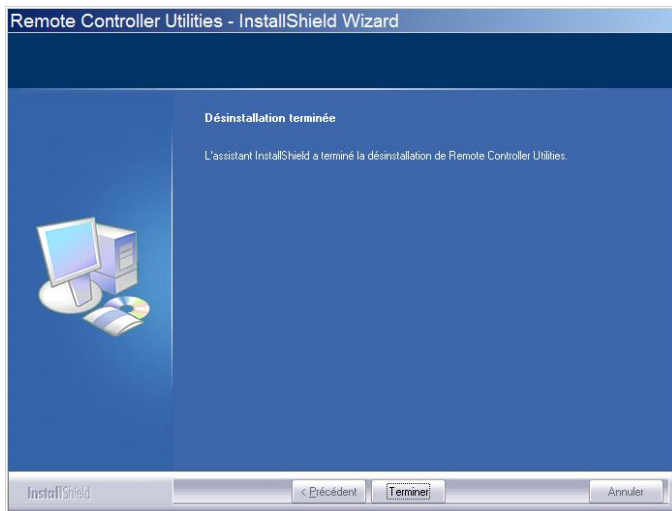 Remote Controller Utilities - InstallShield Wizard
Désinstallation terminée
L'assistant InstallShield a terminé la désinstallation de Remote Controller Utilities.
InstallShield
< Précédent
Terminer
Annuler